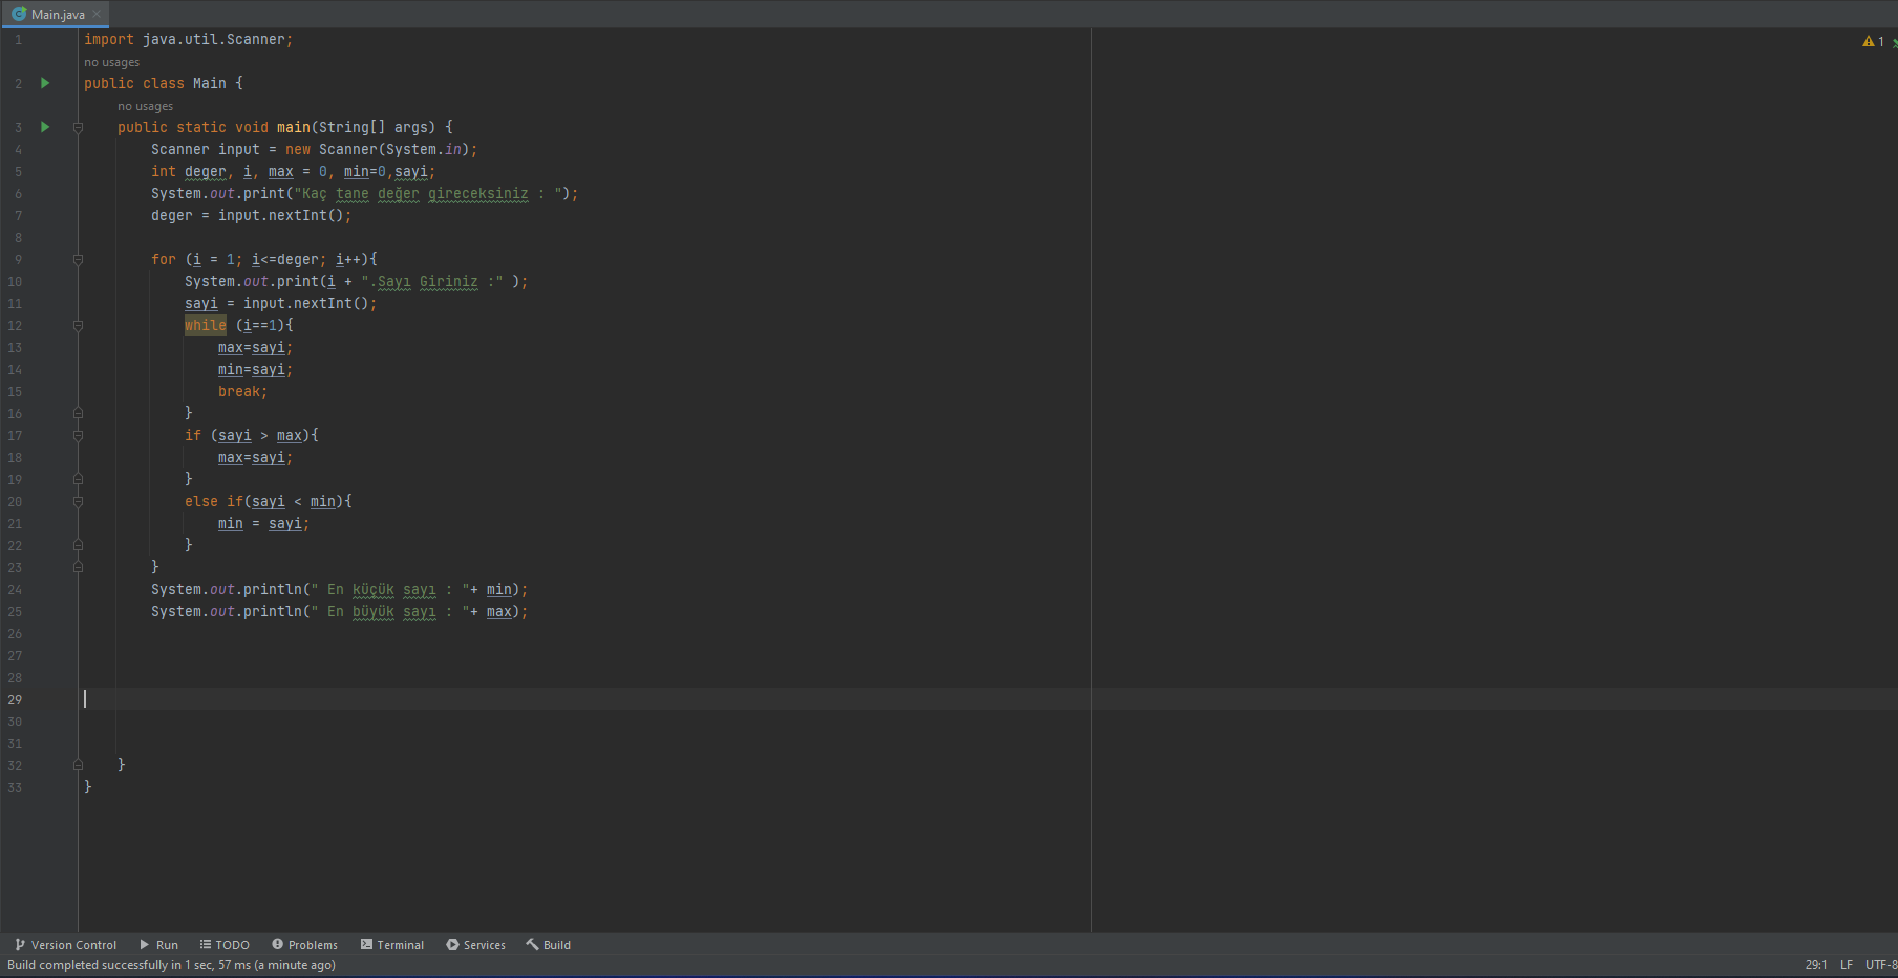 Main.java
1 import java.util.Scanner;
no usages
2 public class Main {
no usages
3 public static void main(String[] args) {
4 Scanner input = new Scanner(System.in);
5 int deger, i, max = 0, min=0,sayi;
6 System.out.print("Kaç tane değer gireceksiniz : ");
7 deger = input.nextInt();
8
9 for (i = 1; i<=deger; i++){
10 System.out.print(i + ".Sayı Giriniz :" );
11 sayi = input.nextInt();
12 while (i==1){
13 max=sayi;
14 min=sayi;
15 break;
16 }
17 if (sayi > max){
18 max=sayi;
19 }
20 else if(sayi < min){
21 min = sayi;
22 }
23 }
24 System.out.println(" En küçük sayı : "+ min);
25 System.out.println(" En büyük sayı : "+ max);
26
27
28
29
30
31
32 }
33 }
1
Version Control Run TODO Problems Terminal Services Build
Build completed successfully in 1 sec, 57 ms (a minute ago) 29:1 LF UTF-8